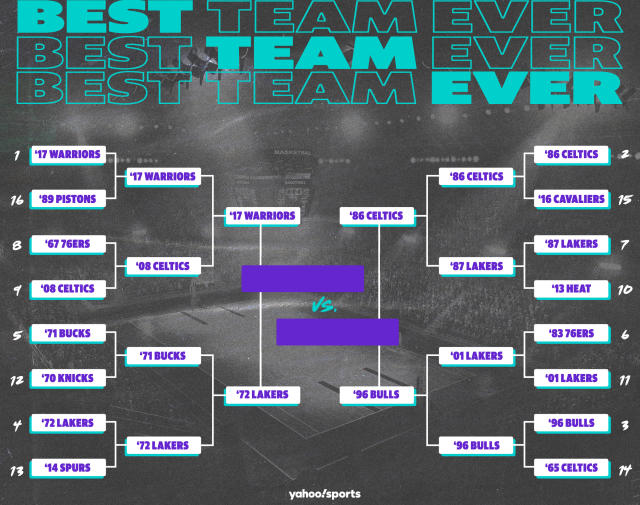 BEST TEAM EVER
BEST TEAM EVER
BEST TEAM EVER
1
'17 WARRIORS
16
'89 PISTONS
8
'67 76ERS
9
'08 CELTICS
5
'71 BUCKS
12
'70 KNICKS
4
'72 LAKERS
13
'14 SPURS
'17 WARRIORS
'08 CELTICS
'71 BUCKS
'72 LAKERS
'17 WARRIORS
'72 LAKERS
BASKETBALL
VS.
'86 CELTICS
'96 BULLS
'86 CELTICS
'87 LAKERS
'01 LAKERS
'96 BULLS
'86 CELTICS
2
'16 CAVALIERS
15
'87 LAKERS
7
'13 HEAT
10
'83 76ERS
6
'01 LAKERS
11
'96 BULLS
3
'65 CELTICS
14
yahoo!sports